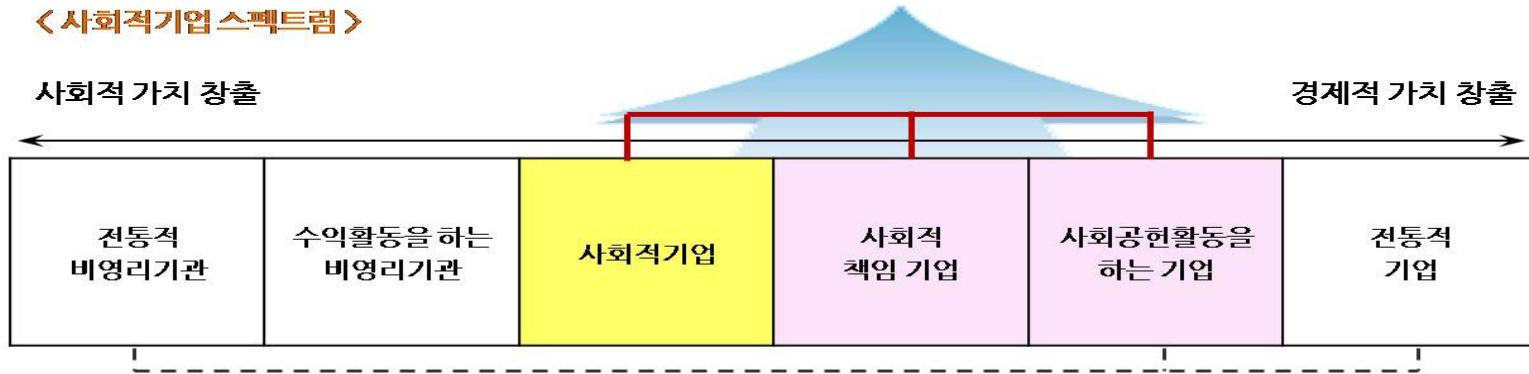 < 사회적기업 스펙트럼 >
사회적 가치 창출
경제적 가치 창출
전통적
비영리기관
수익활동을 하는
비영리기관
사회적기업
사회적
책임 기업
사회공헌활동을
하는 기업
전통적
기업